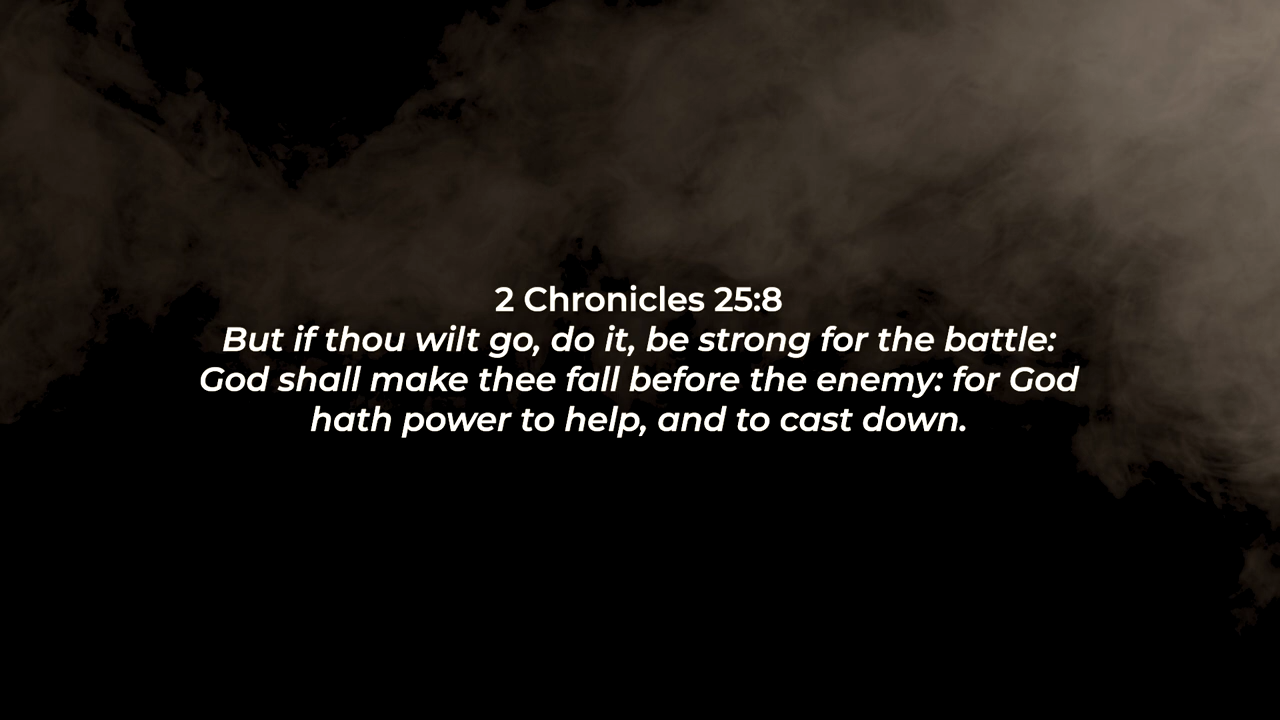 2 Chronicles 25:8
But if thou wilt go, do it, be strong for the battle:
God shall make thee fall before the enemy: for God
hath power to help, and to cast down.